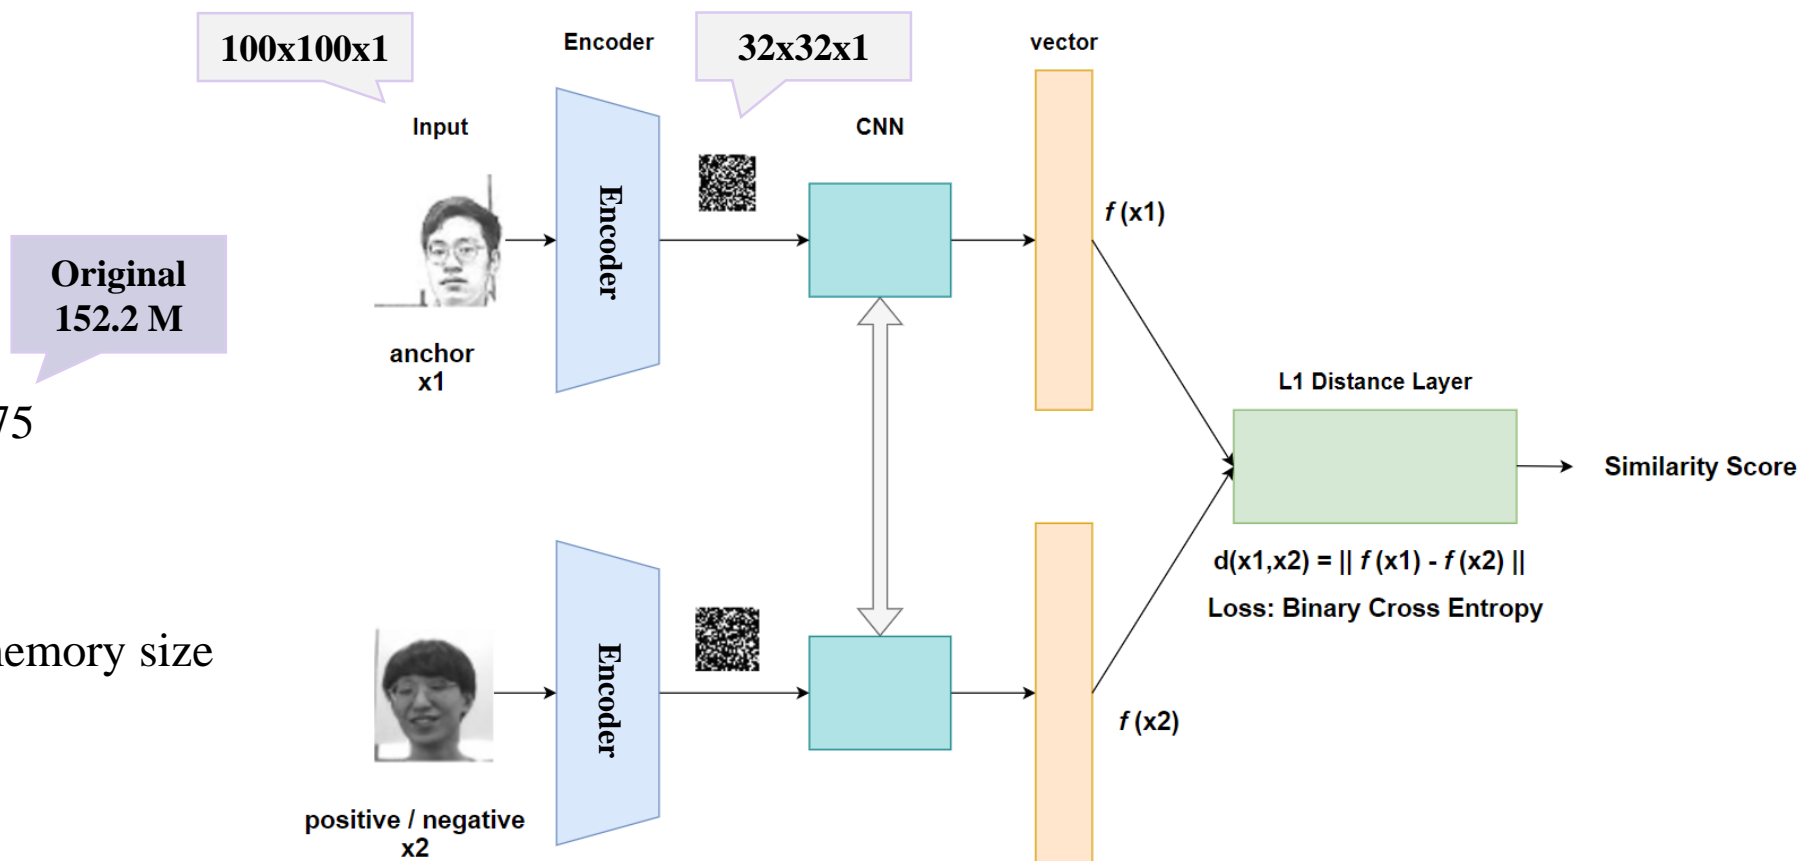 100x100x1
Encoder
32x32x1
vector
Input
CNN
Encoder
f (x1)
Original
152.2 M
anchor
x1
75
L1 Distance Layer
Similarity Score
d(x1,x2) = || f (x1) - f (x2) ||
Loss: Binary Cross Entropy
memory size
Encoder
f (x2)
positive / negative
x2